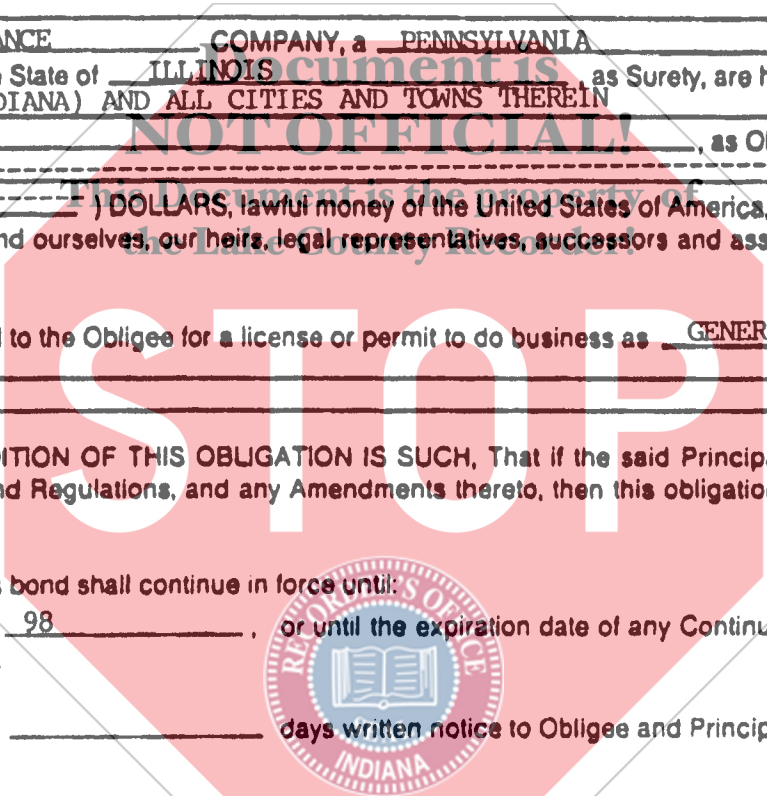 ANCE COMPANY, a PENNSYLVANIA
State of ILLINOIS, as Surety, are h
DIANA) AND ALL CITIES AND TOWNS THEREIN
Document is
NOT OFFICIAL!
, as Ol
This Document is the property of
the Lake County Recorder!
) DOLLARS, lawful money of the United States of America,
nd ourselves, our heirs, legal representatives, successors and ass
to the Obligee for a license or permit to do business as GENER
STOP
ITION OF THIS OBLIGATION IS SUCH, That if the said Principa
nd Regulations, and any Amendments thereto, then this obligation
bond shall continue in force until:
98, or until the expiration date of any Continu
days written notice to Obligee and Princip
RECORDER'S OFFICE
INDIANA